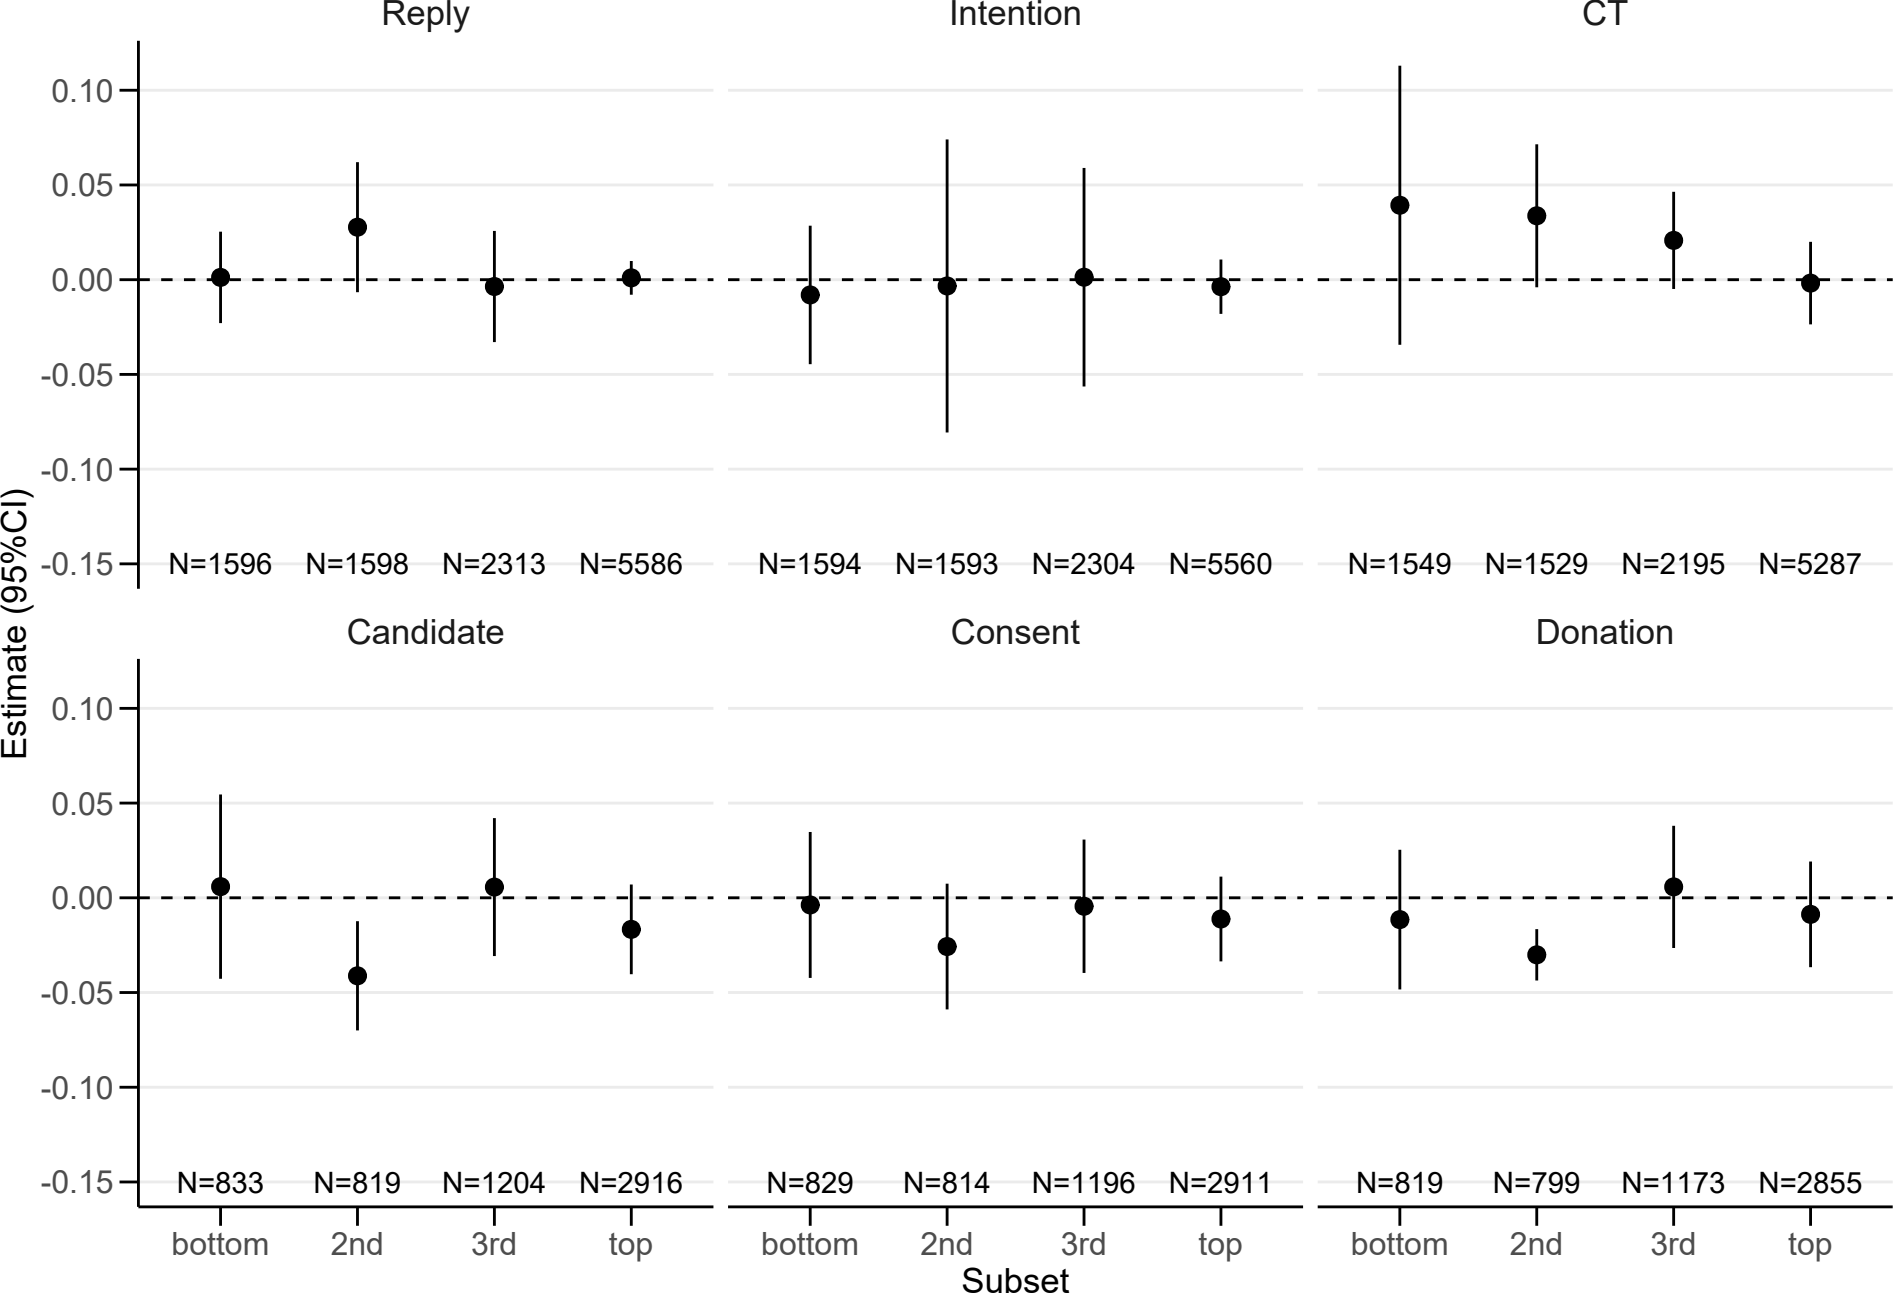 Reply Intention CT
0.10
0.05
0.00
-0.05
-0.10
-0.15
N=1596 N=1598 N=2313 N=5586 N=1594 N=1593 N=2304 N=5560 N=1549 N=1529 N=2195 N=5287
Estimate (95%CI)
Candidate Consent Donation
0.10
0.05
0.00
-0.05
-0.10
-0.15
N=833 N=819 N=1204 N=2916 N=829 N=814 N=1196 N=2911 N=819 N=799 N=1173 N=2855
bottom 2nd 3rd top bottom 2nd 3rd top bottom 2nd 3rd top
Subset